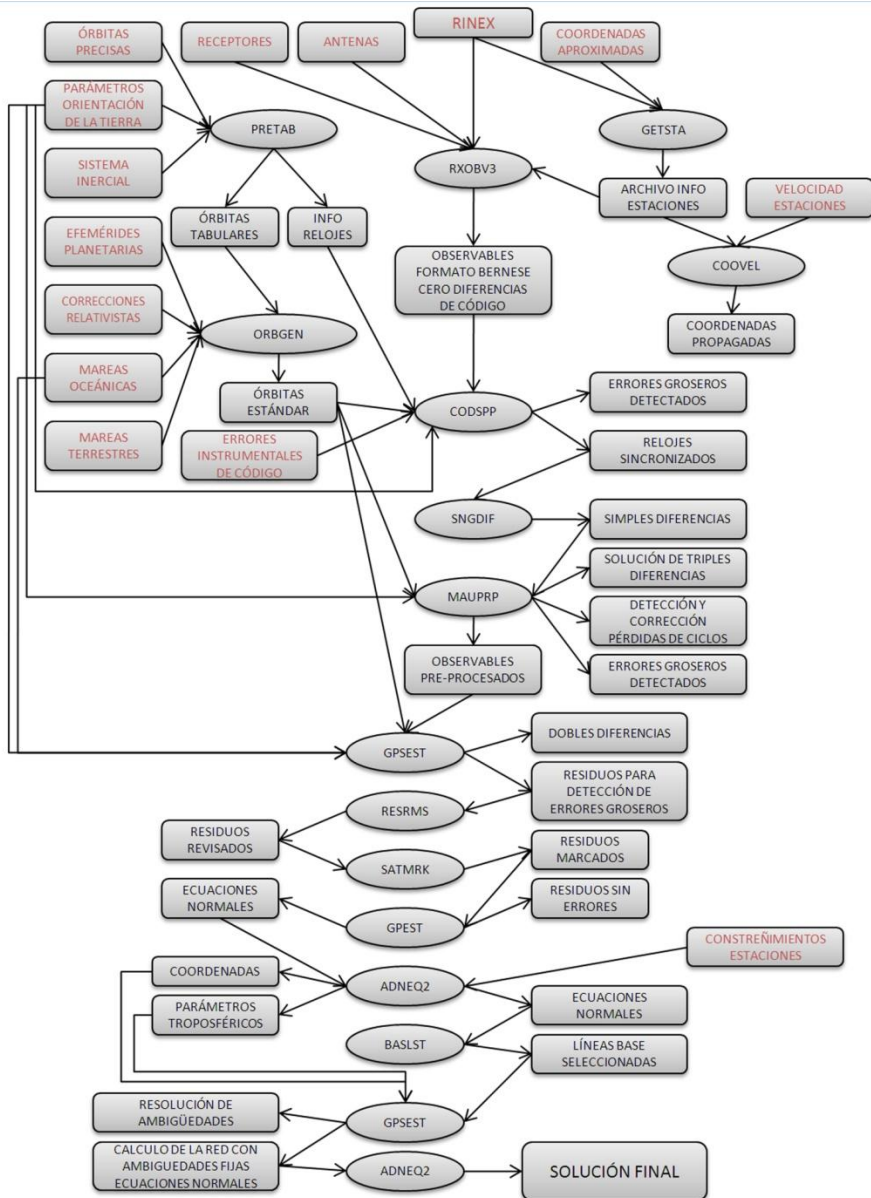 ÓRBITAS
PRECISAS
RECEPTORES
ANTENAS
RINEX
COORDENADAS
APROXIMADAS
PARÁMETROS
ORIENTACIÓN
DE LA TIERRA
PRETAB
GETSTA
SISTEMA
INERCIAL
RXOBV3
ARCHIVO INFO
ESTACIONES
VELOCIDAD
ESTACIONES
ÓRBITAS
TABULARES
INFO
RELOJES
EFEMÉRIDES
PLANETARIAS
OBSERVABLES
FORMATO BERNESE
CERO DIFERENCIAS
DE CÓDIGO
COOVEL
CORRECCIONES
RELATIVISTAS
ORBGEN
COORDENADAS
PROPAGADAS
MAREAS
OCEÁNICAS
ÓRBITAS
ESTÁNDAR
CODSPP
ERRORES GROSEROS
DETECTADOS
MAREAS
TERRESTRES
ERRORES
INSTRUMENTALES
DE CÓDIGO
RELOJES
SINCRONIZADOS
SNGDIF
SIMPLES DIFERENCIAS
SOLUCIÓN DE TRIPLES
DIFERENCIAS
MAUPRP
DETECCIÓN Y
CORRECCIÓN
PÉRDIDAS DE CICLOS
OBSERVABLES
PRE-PROCESADOS
ERRORES GROSEROS
DETECTADOS
GPSEST
DOBLES DIFERENCIAS
RESIDUOS PARA
DETECCIÓN DE
ERRORES GROSEROS
RESRMS
RESIDUOS
REVISADOS
SATMRK
RESIDUOS
MARCADOS
ECUACIONES
NORMALES
RESIDUOS SIN
ERRORES
GPEST
CONSTREÑIMIENTOS
ESTACIONES
COORDENADAS
ADNEQ2
PARÁMETROS
TROPOSFÉRICOS
ECUACIONES
NORMALES
BASLST
LÍNEAS BASE
SELECCIONADAS
RESOLUCIÓN DE
AMBIGÜEDADES
GPSEST
CALCULO DE LA RED CON
AMBIGUEDADES FIJAS
ECUACIONES NORMALES
ADNEQ2
SOLUCIÓN FINAL